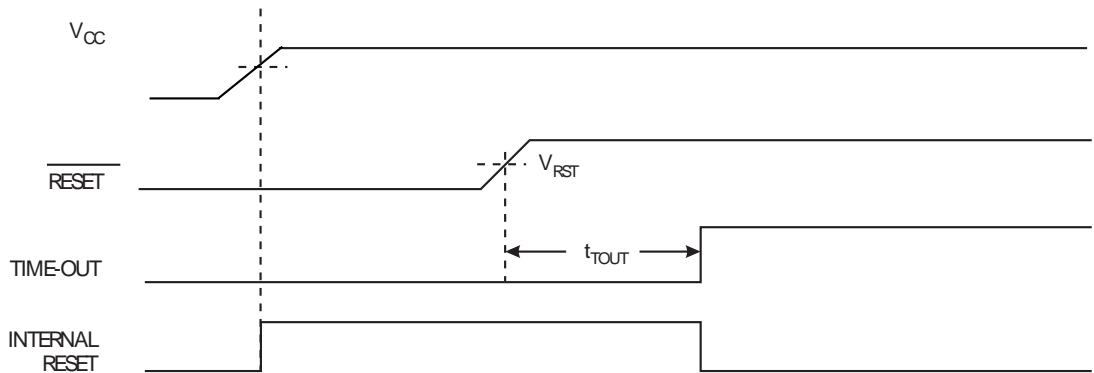 VCC
RESET
VRST
tTOUT
TIME-OUT
INTERNAL
RESET